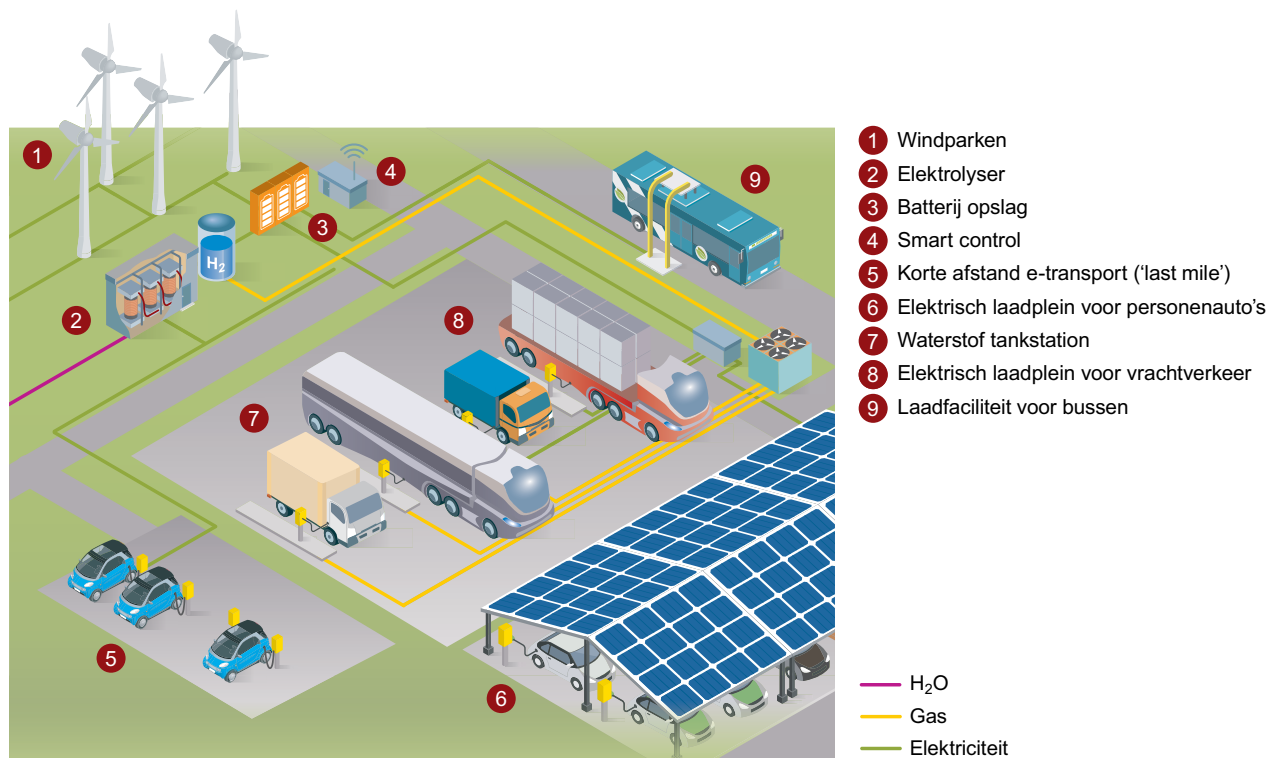 1
2
3
4
5
6
7
8
9
H₂
1 Windparken
2 Elektrolyser
3 Batterij opslag
4 Smart control
5 Korte afstand e-transport (‘last mile’)
6 Elektrisch laadplein voor personenauto’s
7 Waterstof tankstation
8 Elektrisch laadplein voor vrachtverkeer
9 Laadfaciliteit voor bussen
H₂O
Gas
Elektriciteit